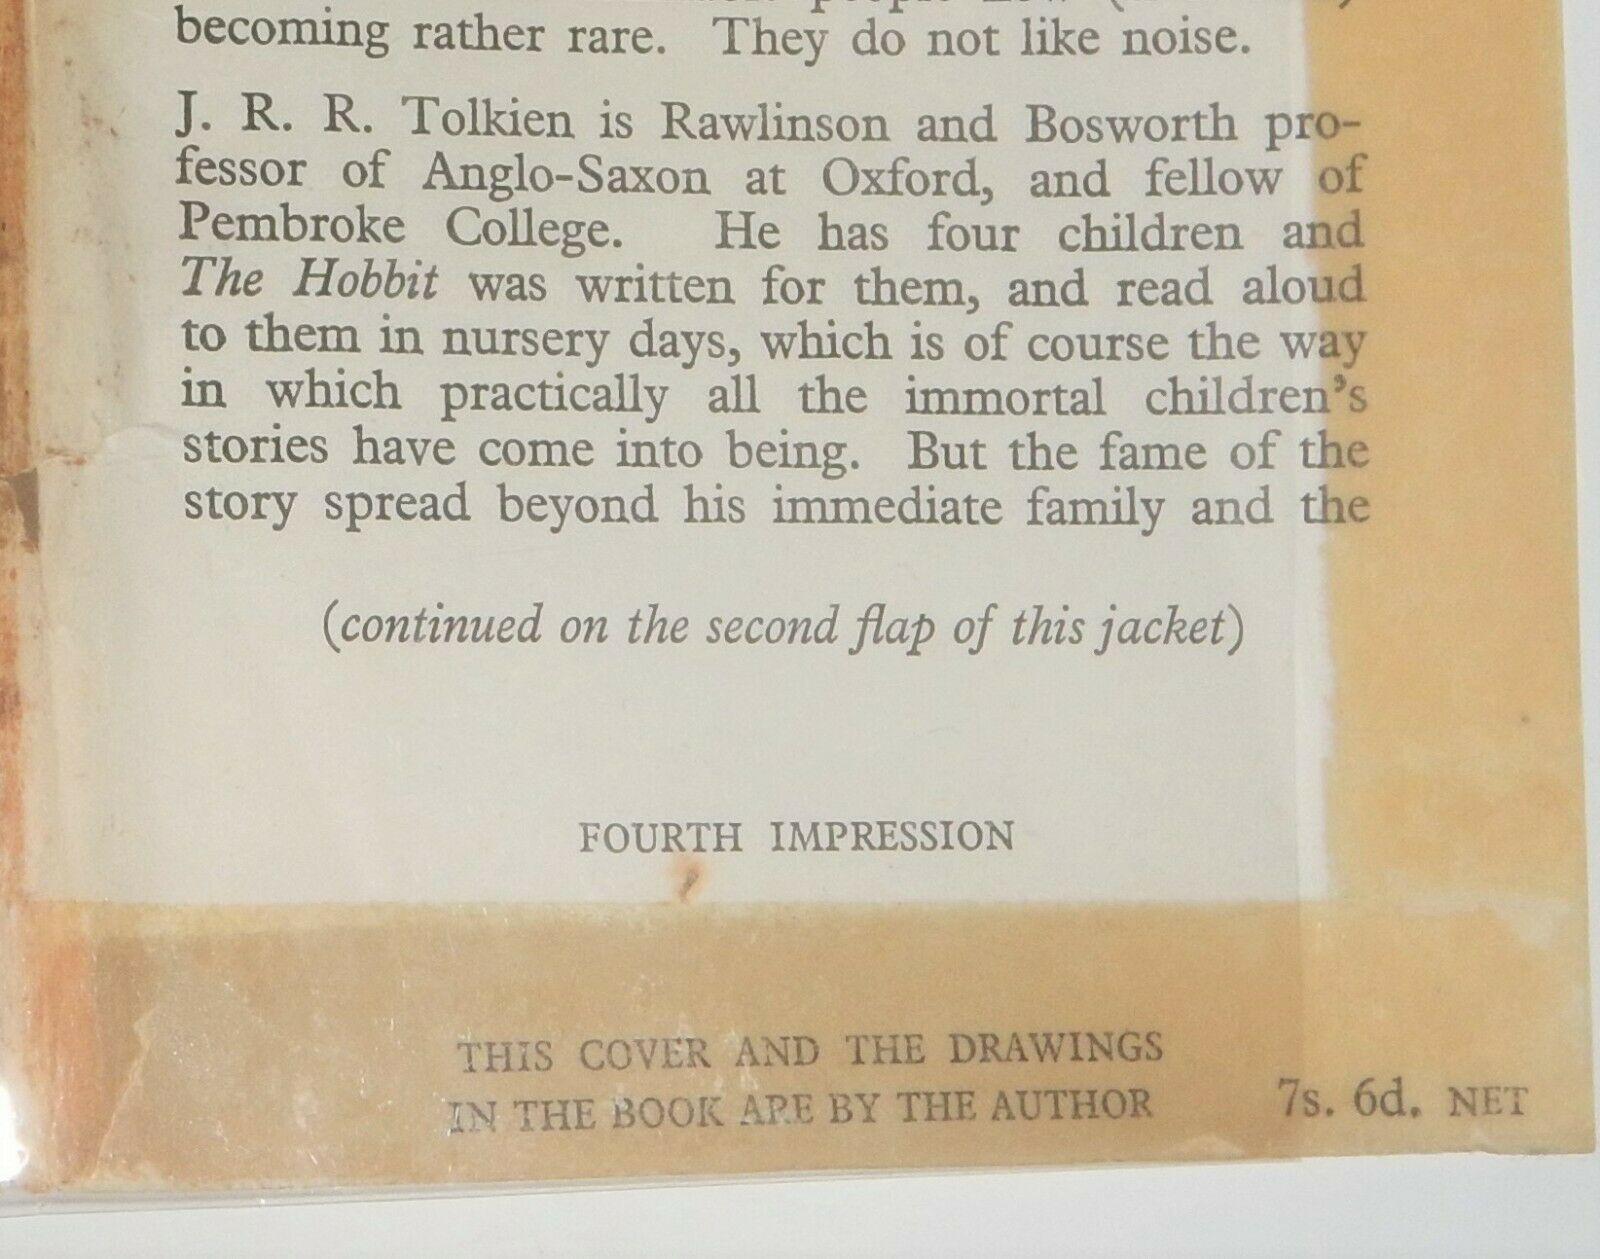 becoming rather rare. They do not like noise.
J. R. R. Tolkien is Rawlinson and Bosworth pro-
fessor of Anglo-Saxon at Oxford, and fellow of
Pembroke College. He has four children and
The Hobbit was written for them, and read aloud
to them in nursery days, which is of course the way
in which practically all the immortal children's
stories have come into being. But the fame of the
story spread beyond his immediate family and the
(continued on the second flap of this jacket)
FOURTH IMPRESSION
THIS COVER AND THE DRAWINGS
IN THE BOOK ARE BY THE AUTHOR
7s. 6d. NET